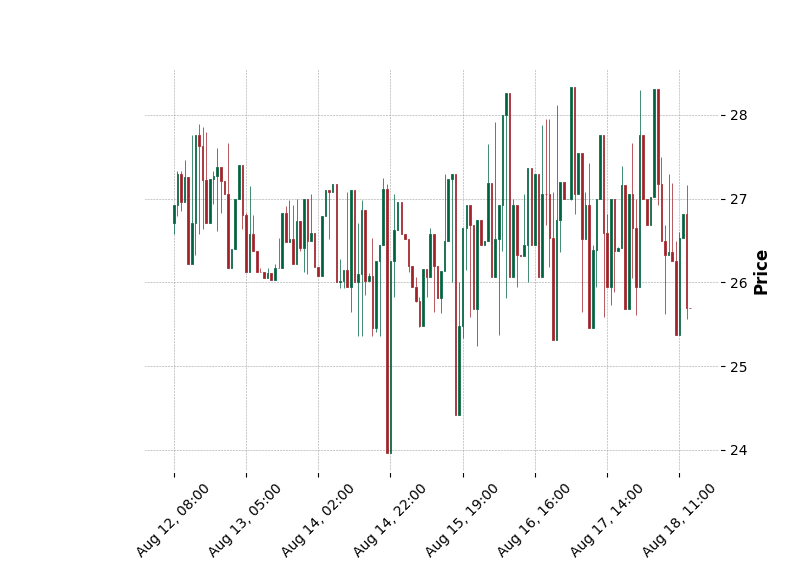 28
27
26
25
24
Price
Aug 12, 08:00
Aug 13, 05:00
Aug 14, 02:00
Aug 14, 22:00
Aug 15, 19:00
Aug 16, 16:00
Aug 17, 14:00
Aug 18, 11:00